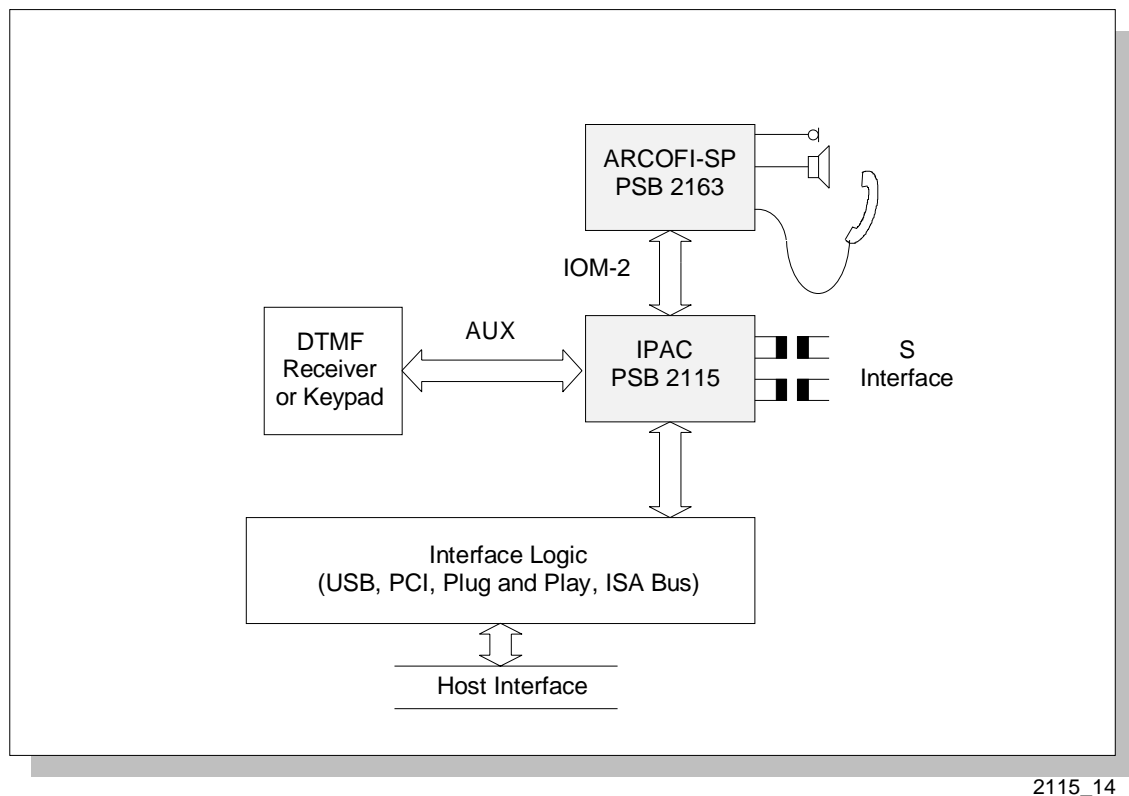 ARCOFI-SP
PSB 2163
IOM-2
DTMF
Receiver
or Keypad
AUX
IPAC
PSB 2115
S
Interface
Interface Logic
(USB, PCI, Plug and Play, ISA Bus)
Host Interface
2115_14